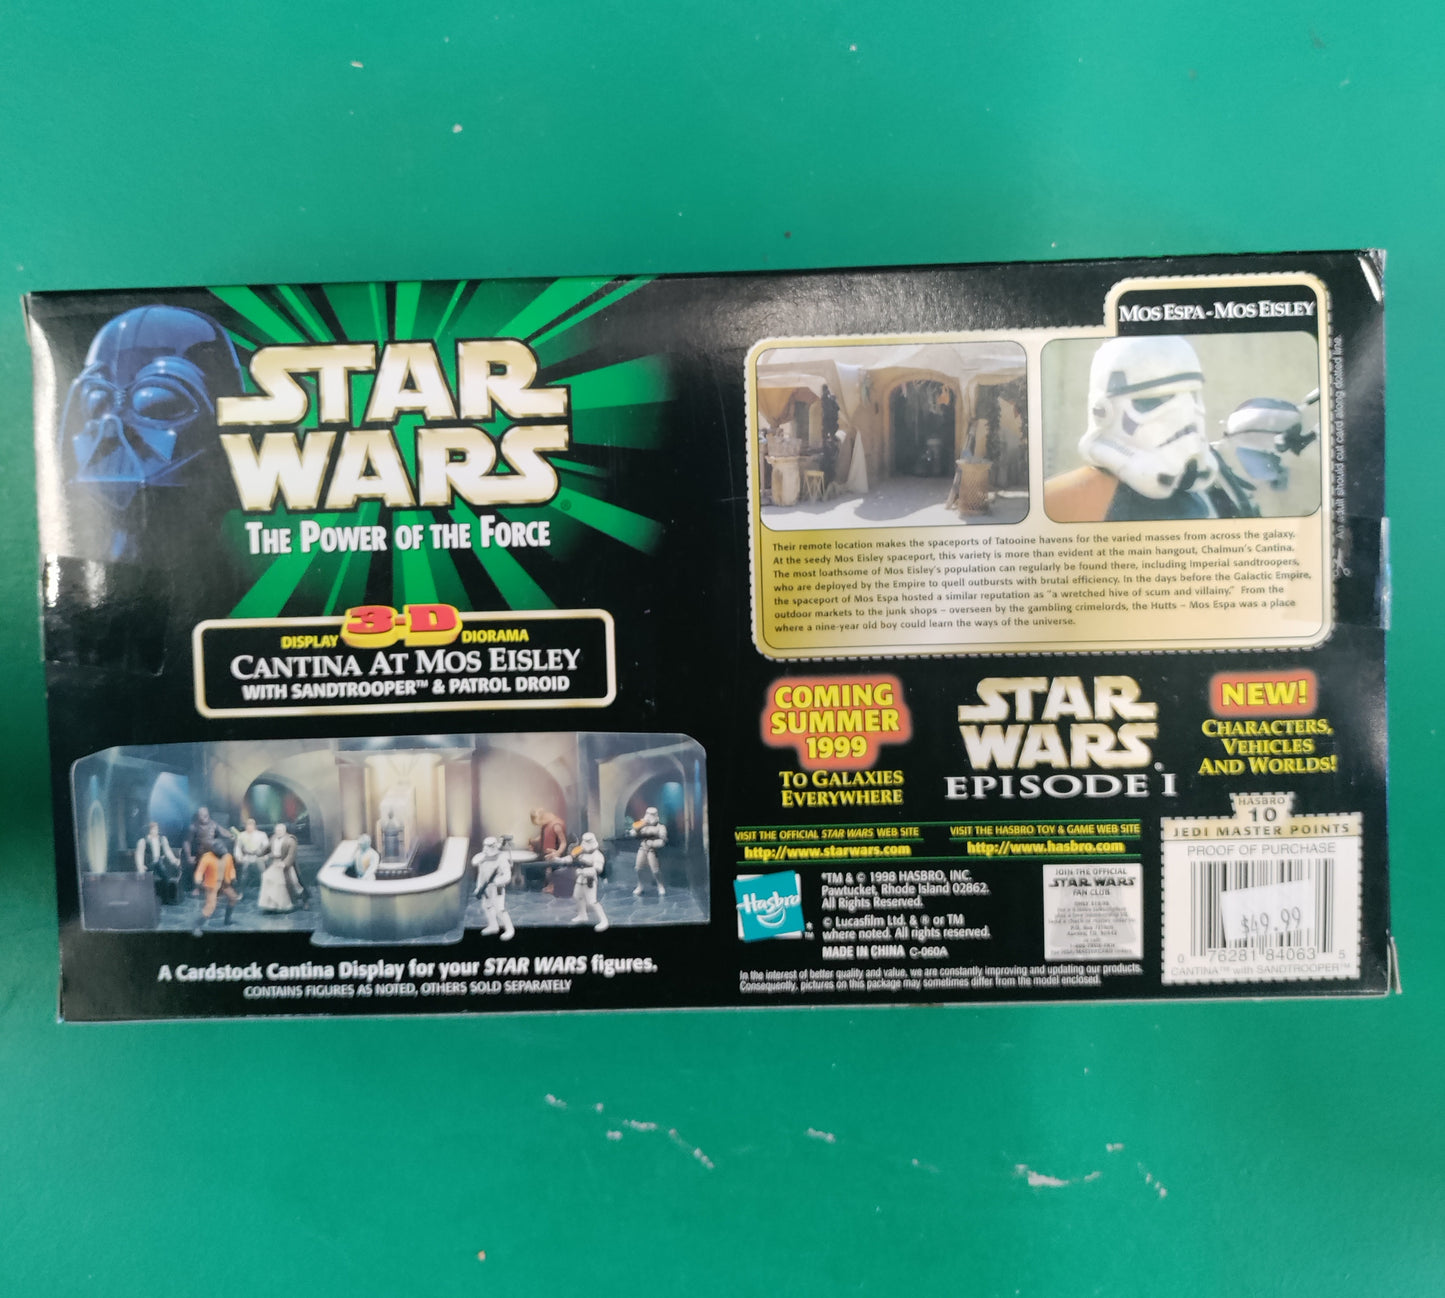 STAR
WARS®
THE POWER OF THE FORCE
DISPLAY 3-D DIORAMA
CANTINA AT MOS EISLEY
WITH SANDTROOPER™ & PATROL DROID
A Cardstock Cantina Display for your STAR WARS figures.
CONTAINS FIGURES AS NOTED, OTHERS SOLD SEPARATELY
MOS ESPA - MOS EISLEY
Their remote location makes the spaceports of Tatooine havens for the varied masses from across the galaxy.
At the seedy Mos Eisley spaceport, this variety is more than evident at the main hangout, Chalmun's Cantina.
The most loathsome of Mos Eisley's population can regularly be found there, including Imperial sandtroopers,
who are deployed by the Empire to quell outbursts with brutal efficiency. In the days before the Galactic Empire,
the spaceport of Mos Espa hosted a similar reputation as "a wretched hive of scum and villainy." From the
outdoor markets to the junk shops – overseen by the gambling crimelords, the Hutts – Mos Espa was a place
where a nine-year old boy could learn the ways of the universe.
An adult should cut card along dotted line.
COMING
SUMMER
1999
TO GALAXIES
EVERYWHERE
STAR
WARS®
EPISODE I
NEW!
CHARACTERS,
VEHICLES
AND WORLDS!
VISIT THE OFFICIAL STAR WARS WEB SITE
http://www.starwars.com
VISIT THE HASBRO TOY & GAME WEB SITE
http://www.hasbro.com
Hasbro ®™
®TM & © 1998 HASBRO, INC.
Pawtucket, Rhode Island 02862.
All Rights Reserved.
© Lucasfilm Ltd. & ® or TM
where noted. All rights reserved.
MADE IN CHINA C-060A
JOIN THE OFFICIAL
STAR WARS
FAN CLUB
In the interest of better quality and value, we are constantly improving and updating our products.
Consequently, pictures on this package may sometimes differ from the model enclosed.
HASBRO
10
JEDI MASTER POINTS
PROOF OF PURCHASE
$49.99
0 76281 84063 5
CANTINA™ with SANDTROOPER™